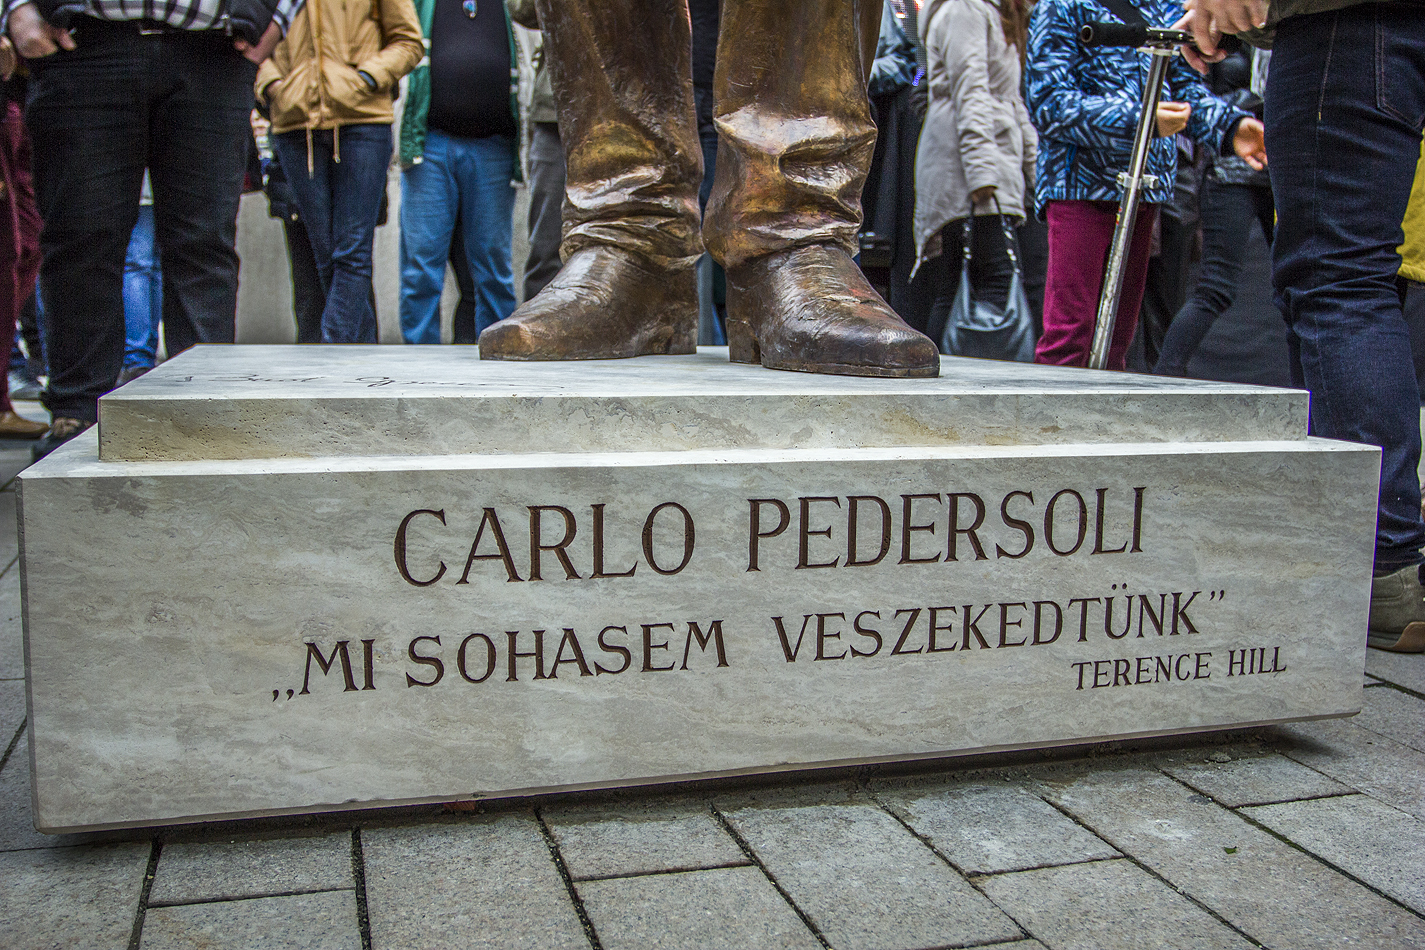 CARLO PEDERSOLI
„MI SOHASEM VESZEKEDTÜNK”
TERENCE HILL